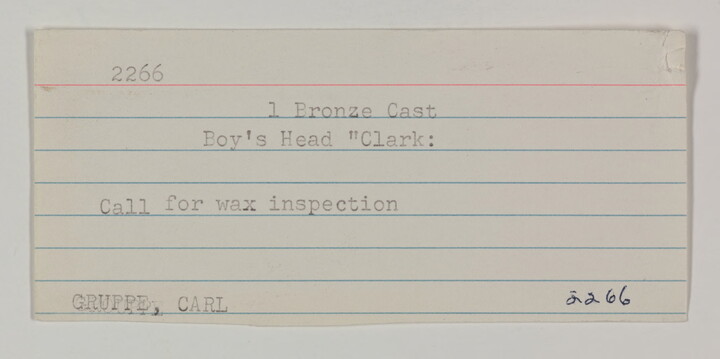 2266
1 Bronze Cast
Boy's Head "Clark:
Call for wax inspection
GRUPPE, CARL
2266